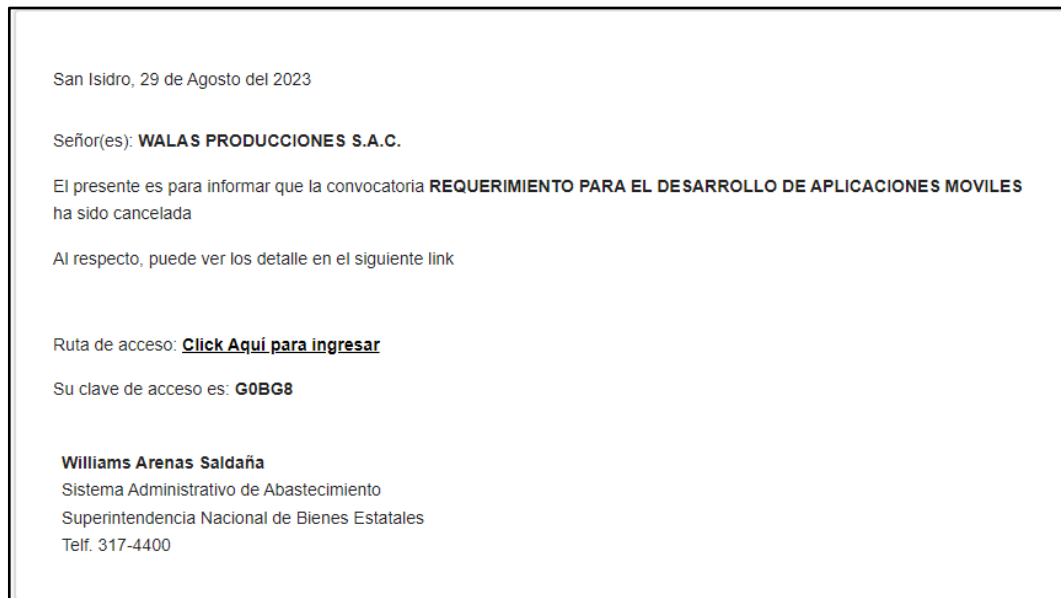 San Isidro, 29 de Agosto del 2023
Señor(es): WALAS PRODUCCIONES S.A.C.
El presente es para informar que la convocatoria REQUERIMIENTO PARA EL DESARROLLO DE APLICACIONES MOVILES
ha sido cancelada
Al respecto, puede ver los detalle en el siguiente link
Ruta de acceso: Click Aquí para ingresar
Su clave de acceso es: G0BG8
Williams Arenas Saldaña
Sistema Administrativo de Abastecimiento
Superintendencia Nacional de Bienes Estatales
Telf. 317-4400